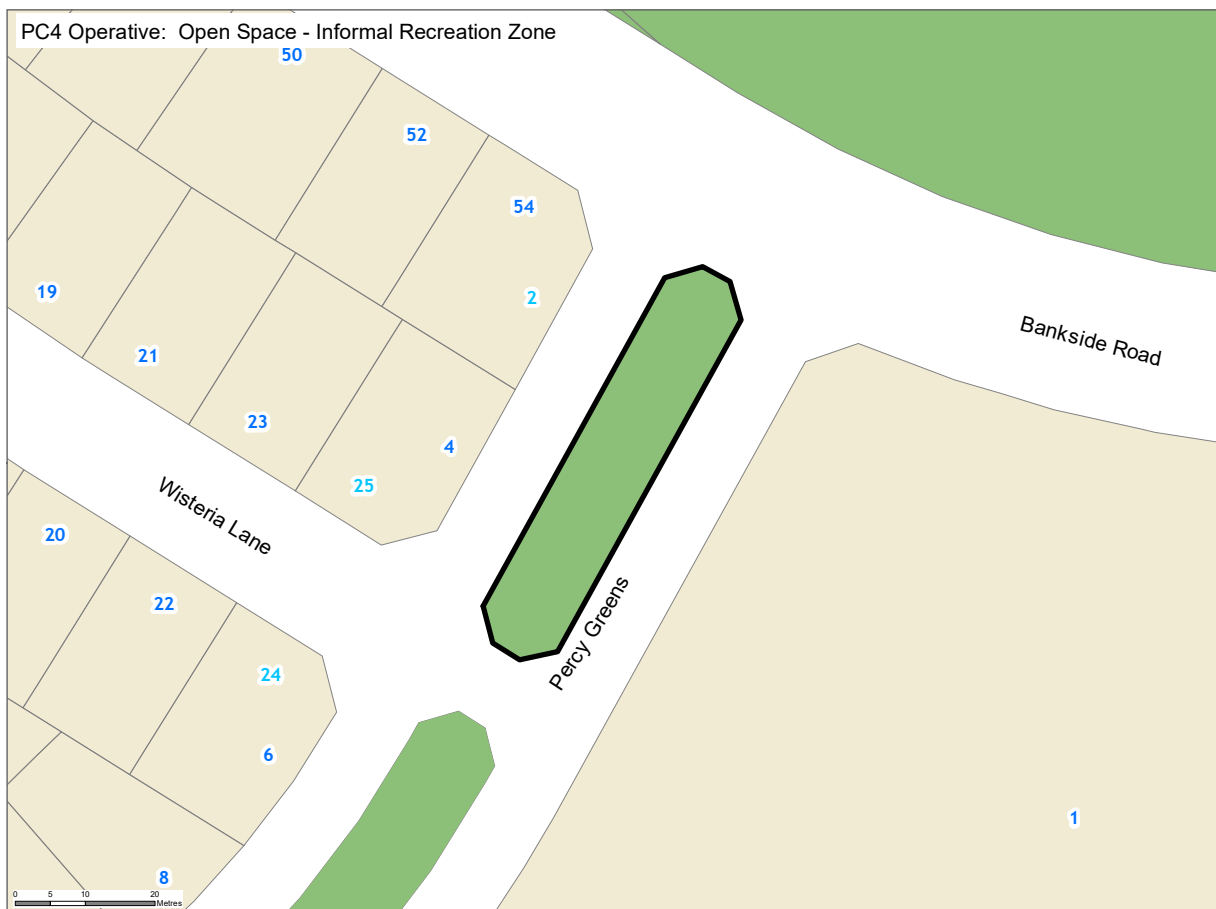 PC4 Operative: Open Space - Informal Recreation Zone
50
52
54
2
19
21
23
4
25
Bankside Road
Wisteria Lane
Percy Greens
20
22
24
6
8
1
0 5 10 20
Metres